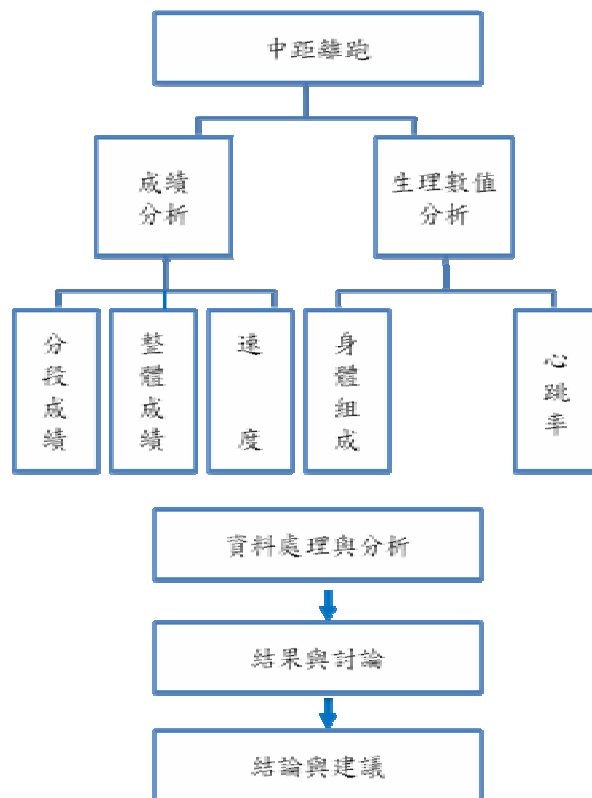 中距離跑
成績
分析
生理數值
分析
分段成績
整體成績
速度
身體組成
心跳率
資料處理與分析
結果與討論
結論與建議